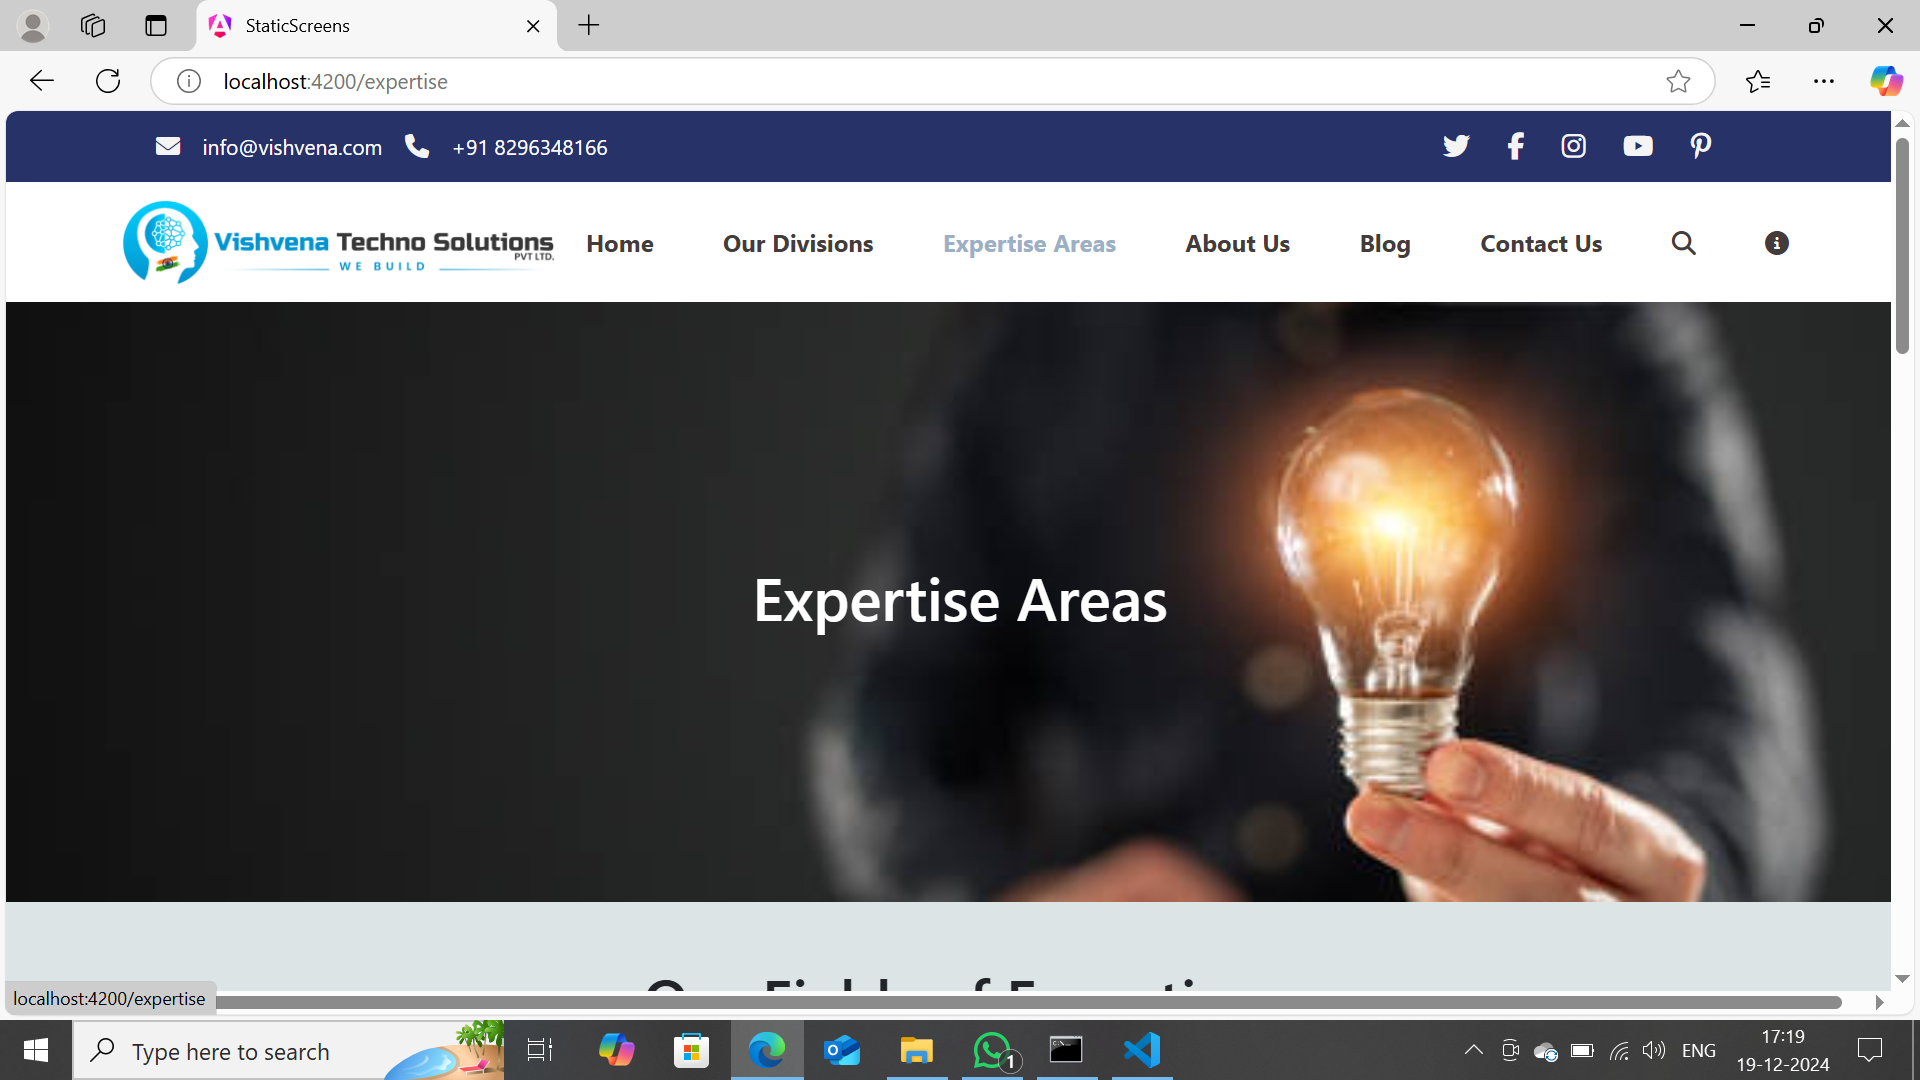 StaticScreens
localhost:4200/expertise
info@vishvena.com +91 8296348166
Vishvena Techno Solutions
PVT LTD.
WE BUILD
Home Our Divisions Expertise Areas About Us Blog Contact Us
Expertise Areas
localhost:4200/expertise
Type here to search
1
ENG
17:19
19-12-2024